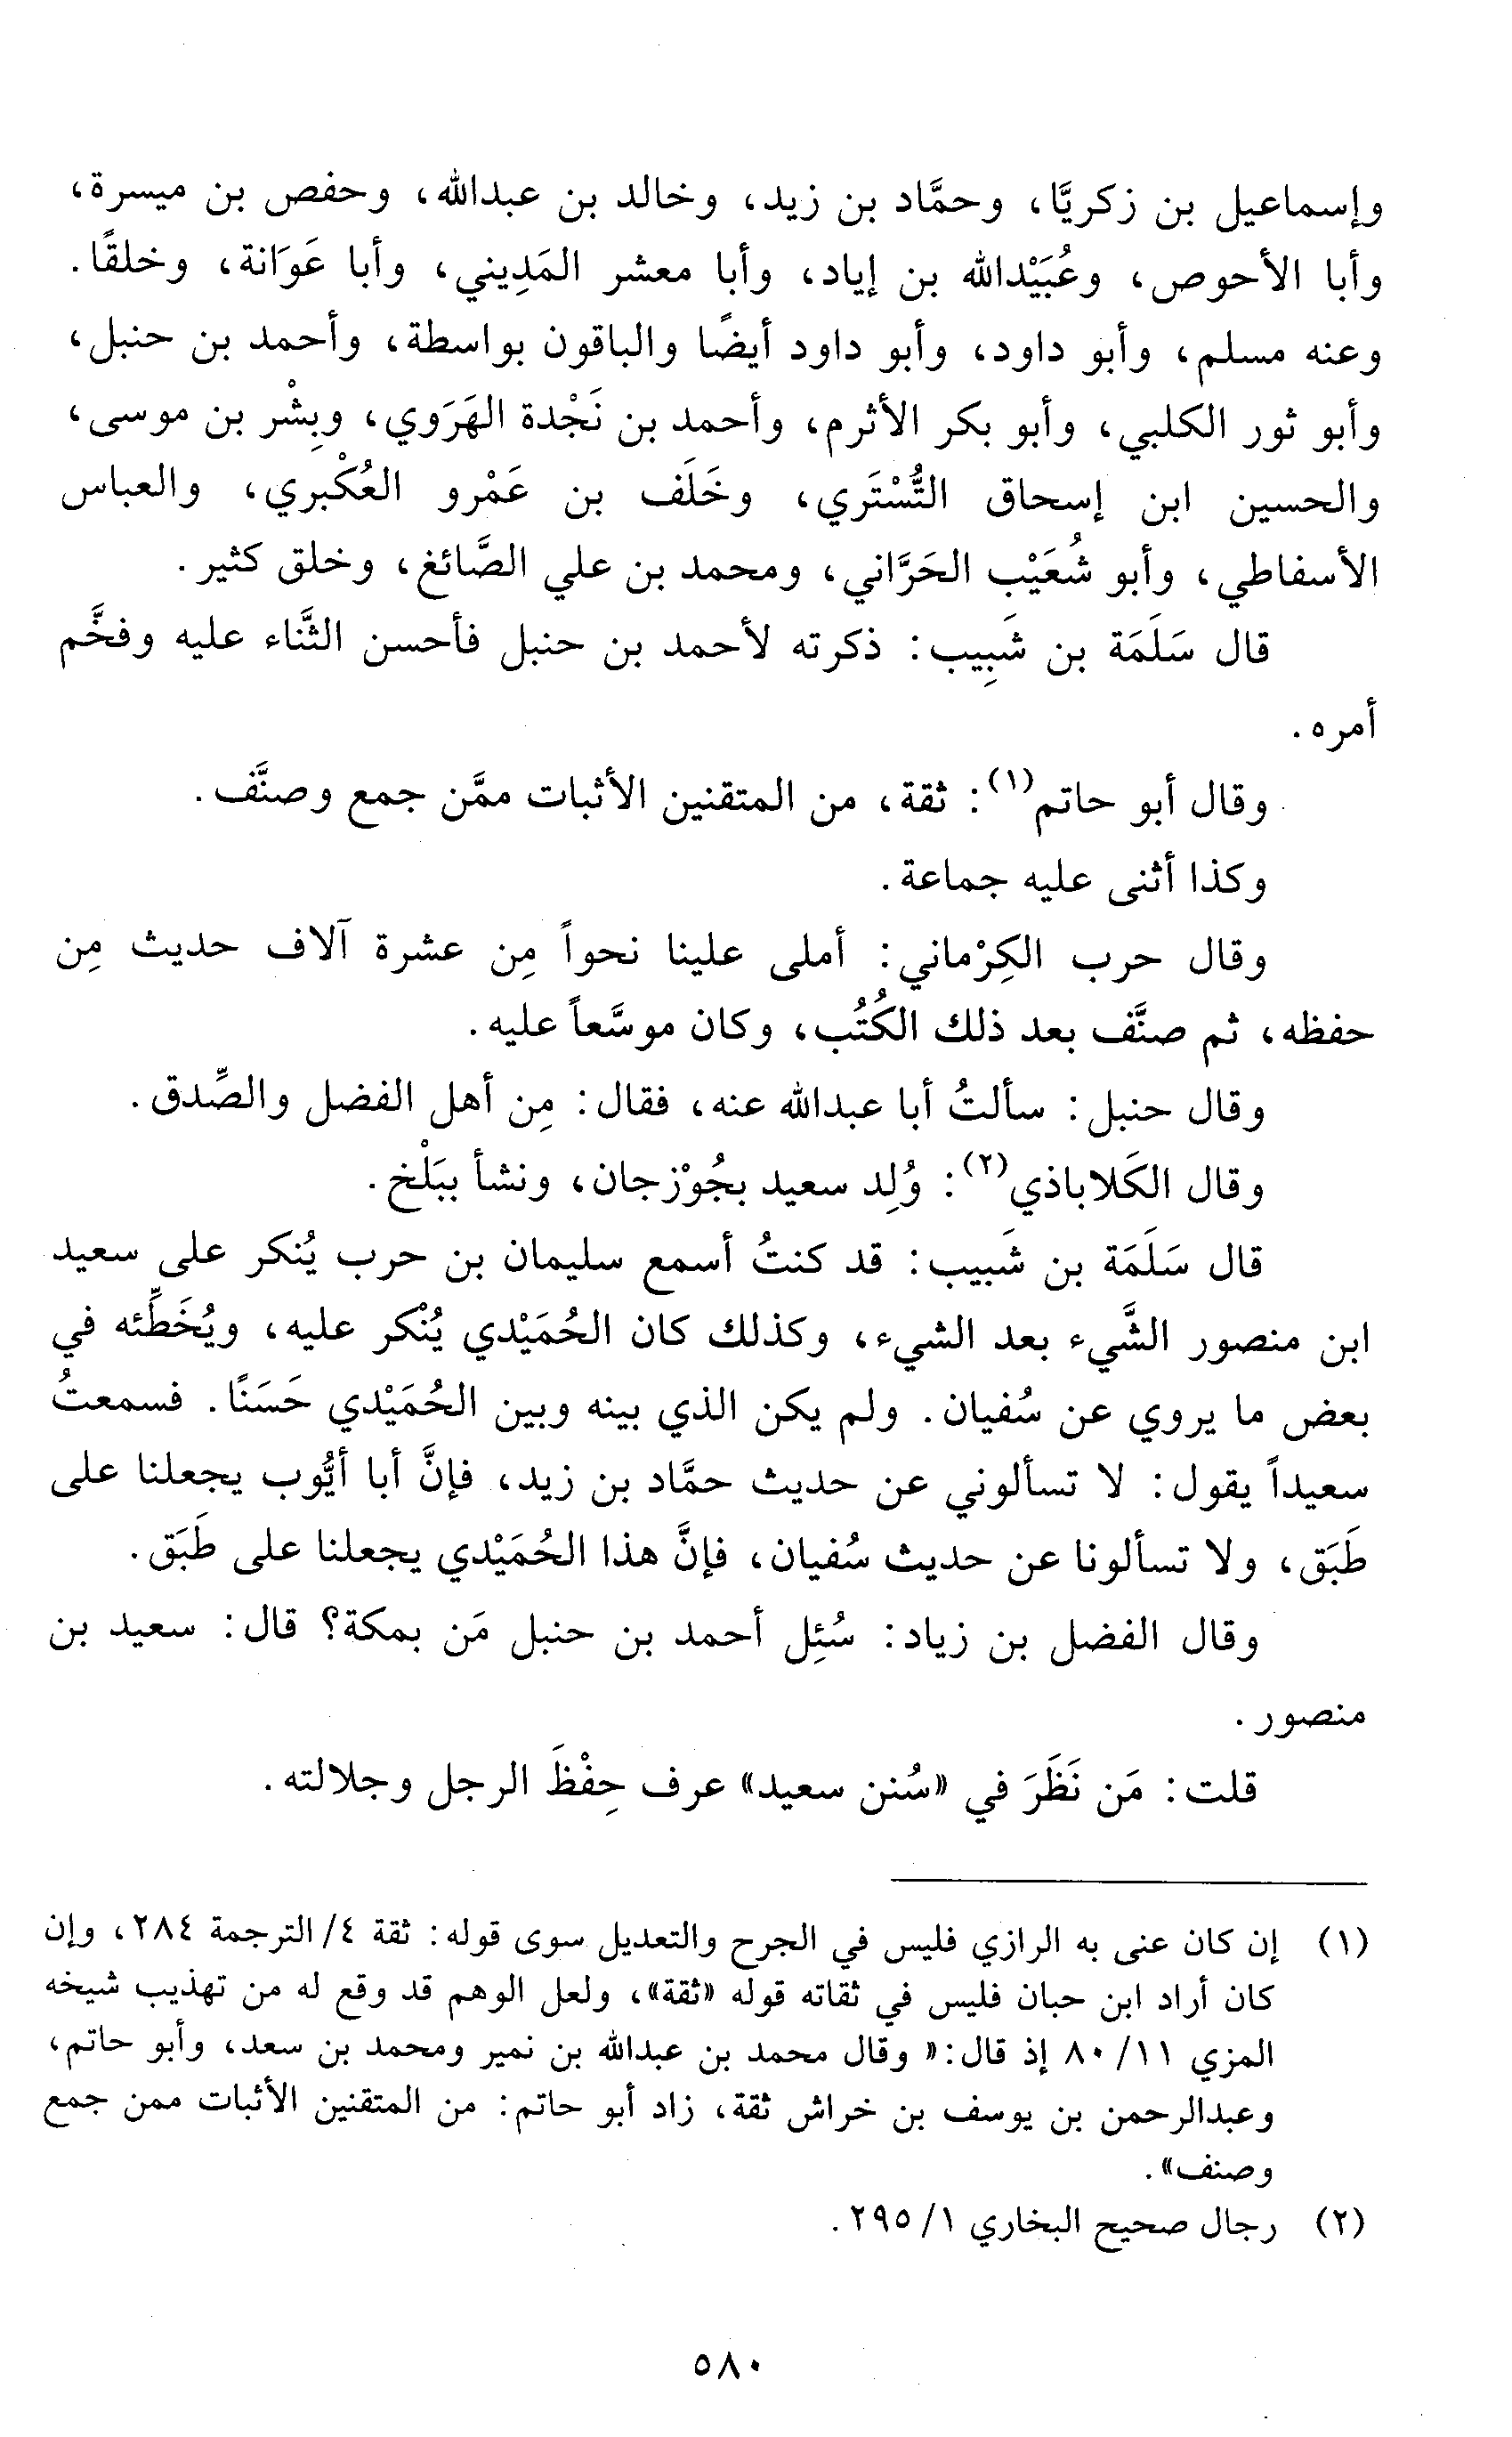 وإسماعيل بن زكريَّا، وحمَّاد بن زيد، وخالد بن عبدالله، وحفص بن ميسرة،
وأبا الأحوص، وعُبَيْدالله بن إياد، وأبا معشر المَدِيني، وأبا عَوَانة، وخلقًا.
وعنه مسلم، وأبو داود، وأبو داود أيضًا والباقون بواسطة، وأحمد بن حنبل،
وأبو ثور الكلبي، وأبو بكر الأثرم، وأحمد بن نَجْدة الهَرَوي، وبِشْر بن موسى،
والحسين ابن إسحاق التُّسْتَري، وخَلَف بن عَمْرو العُكْبري، والعباس
الأسفاطي، وأبو شُعَيْب الحَرَّاني، ومحمد بن علي الصَّائغ، وخلق كثير.
قال سَلَمَة بن شَبِيب: ذكرته لأحمد بن حنبل فأحسن الثَّناء عليه وفخَّم
أمره.
وقال أبو حاتم(١): ثقة، من المتقنين الأثبات ممَّن جمع وصنَّف.
وكذا أثنى عليه جماعة.
وقال حرب الكِرْماني: أملى علينا نحواً مِن عشرة آلاف حديث مِن
حفظه، ثم صنَّف بعد ذلك الكُتُب، وكان موسَّعاً عليه.
وقال حنبل: سألتُ أبا عبدالله عنه، فقال: مِن أهل الفضل والصِّدق.
وقال الكَلاباذي(٢): وُلِد سعيد بجُوْزجان، ونشأ ببَلْخ.
قال سَلَمَة بن شَبيب: قد كنتُ أسمع سليمان بن حرب يُنكر على سعيد
ابن منصور الشَّيء بعد الشيء، وكذلك كان الحُمَيْدي يُنْكر عليه، ويُخَطِّئه في
بعض ما يروي عن سُفيان. ولم يكن الذي بينه وبين الحُمَيْدي حَسَنًا. فسمعتُ
سعيداً يقول: لا تسألوني عن حديث حمَّاد بن زيد، فإنَّ أبا أيُّوب يجعلنا على
طَبَق، ولا تسألونا عن حديث سُفيان، فإنَّ هذا الحُمَيْدي يجعلنا على طَبَق.
وقال الفضل بن زياد: سُئِل أحمد بن حنبل مَن بمكة؟ قال: سعيد بن
منصور.
قلت: مَن نَظَرَ في «سُنن سعيد» عرف حِفْظَ الرجل وجلالته.
(١) إن كان عنى به الرازي فليس في الجرح والتعديل سوى قوله: ثقة ٤/ الترجمة ٢٨٤، وإن
كان أراد ابن حبان فليس في ثقاته قوله «ثقة»، ولعل الوهم قد وقع له من تهذيب شيخه
المزي ١١/ ٨٠ إذ قال: « وقال محمد بن عبدالله بن نمير ومحمد بن سعد، وأبو حاتم،
وعبدالرحمن بن يوسف بن خراش ثقة، زاد أبو حاتم: من المتقنين الأثبات ممن جمع
وصنف».
(٢) رجال صحيح البخاري ١/ ٢٩٥.
٥٨٠